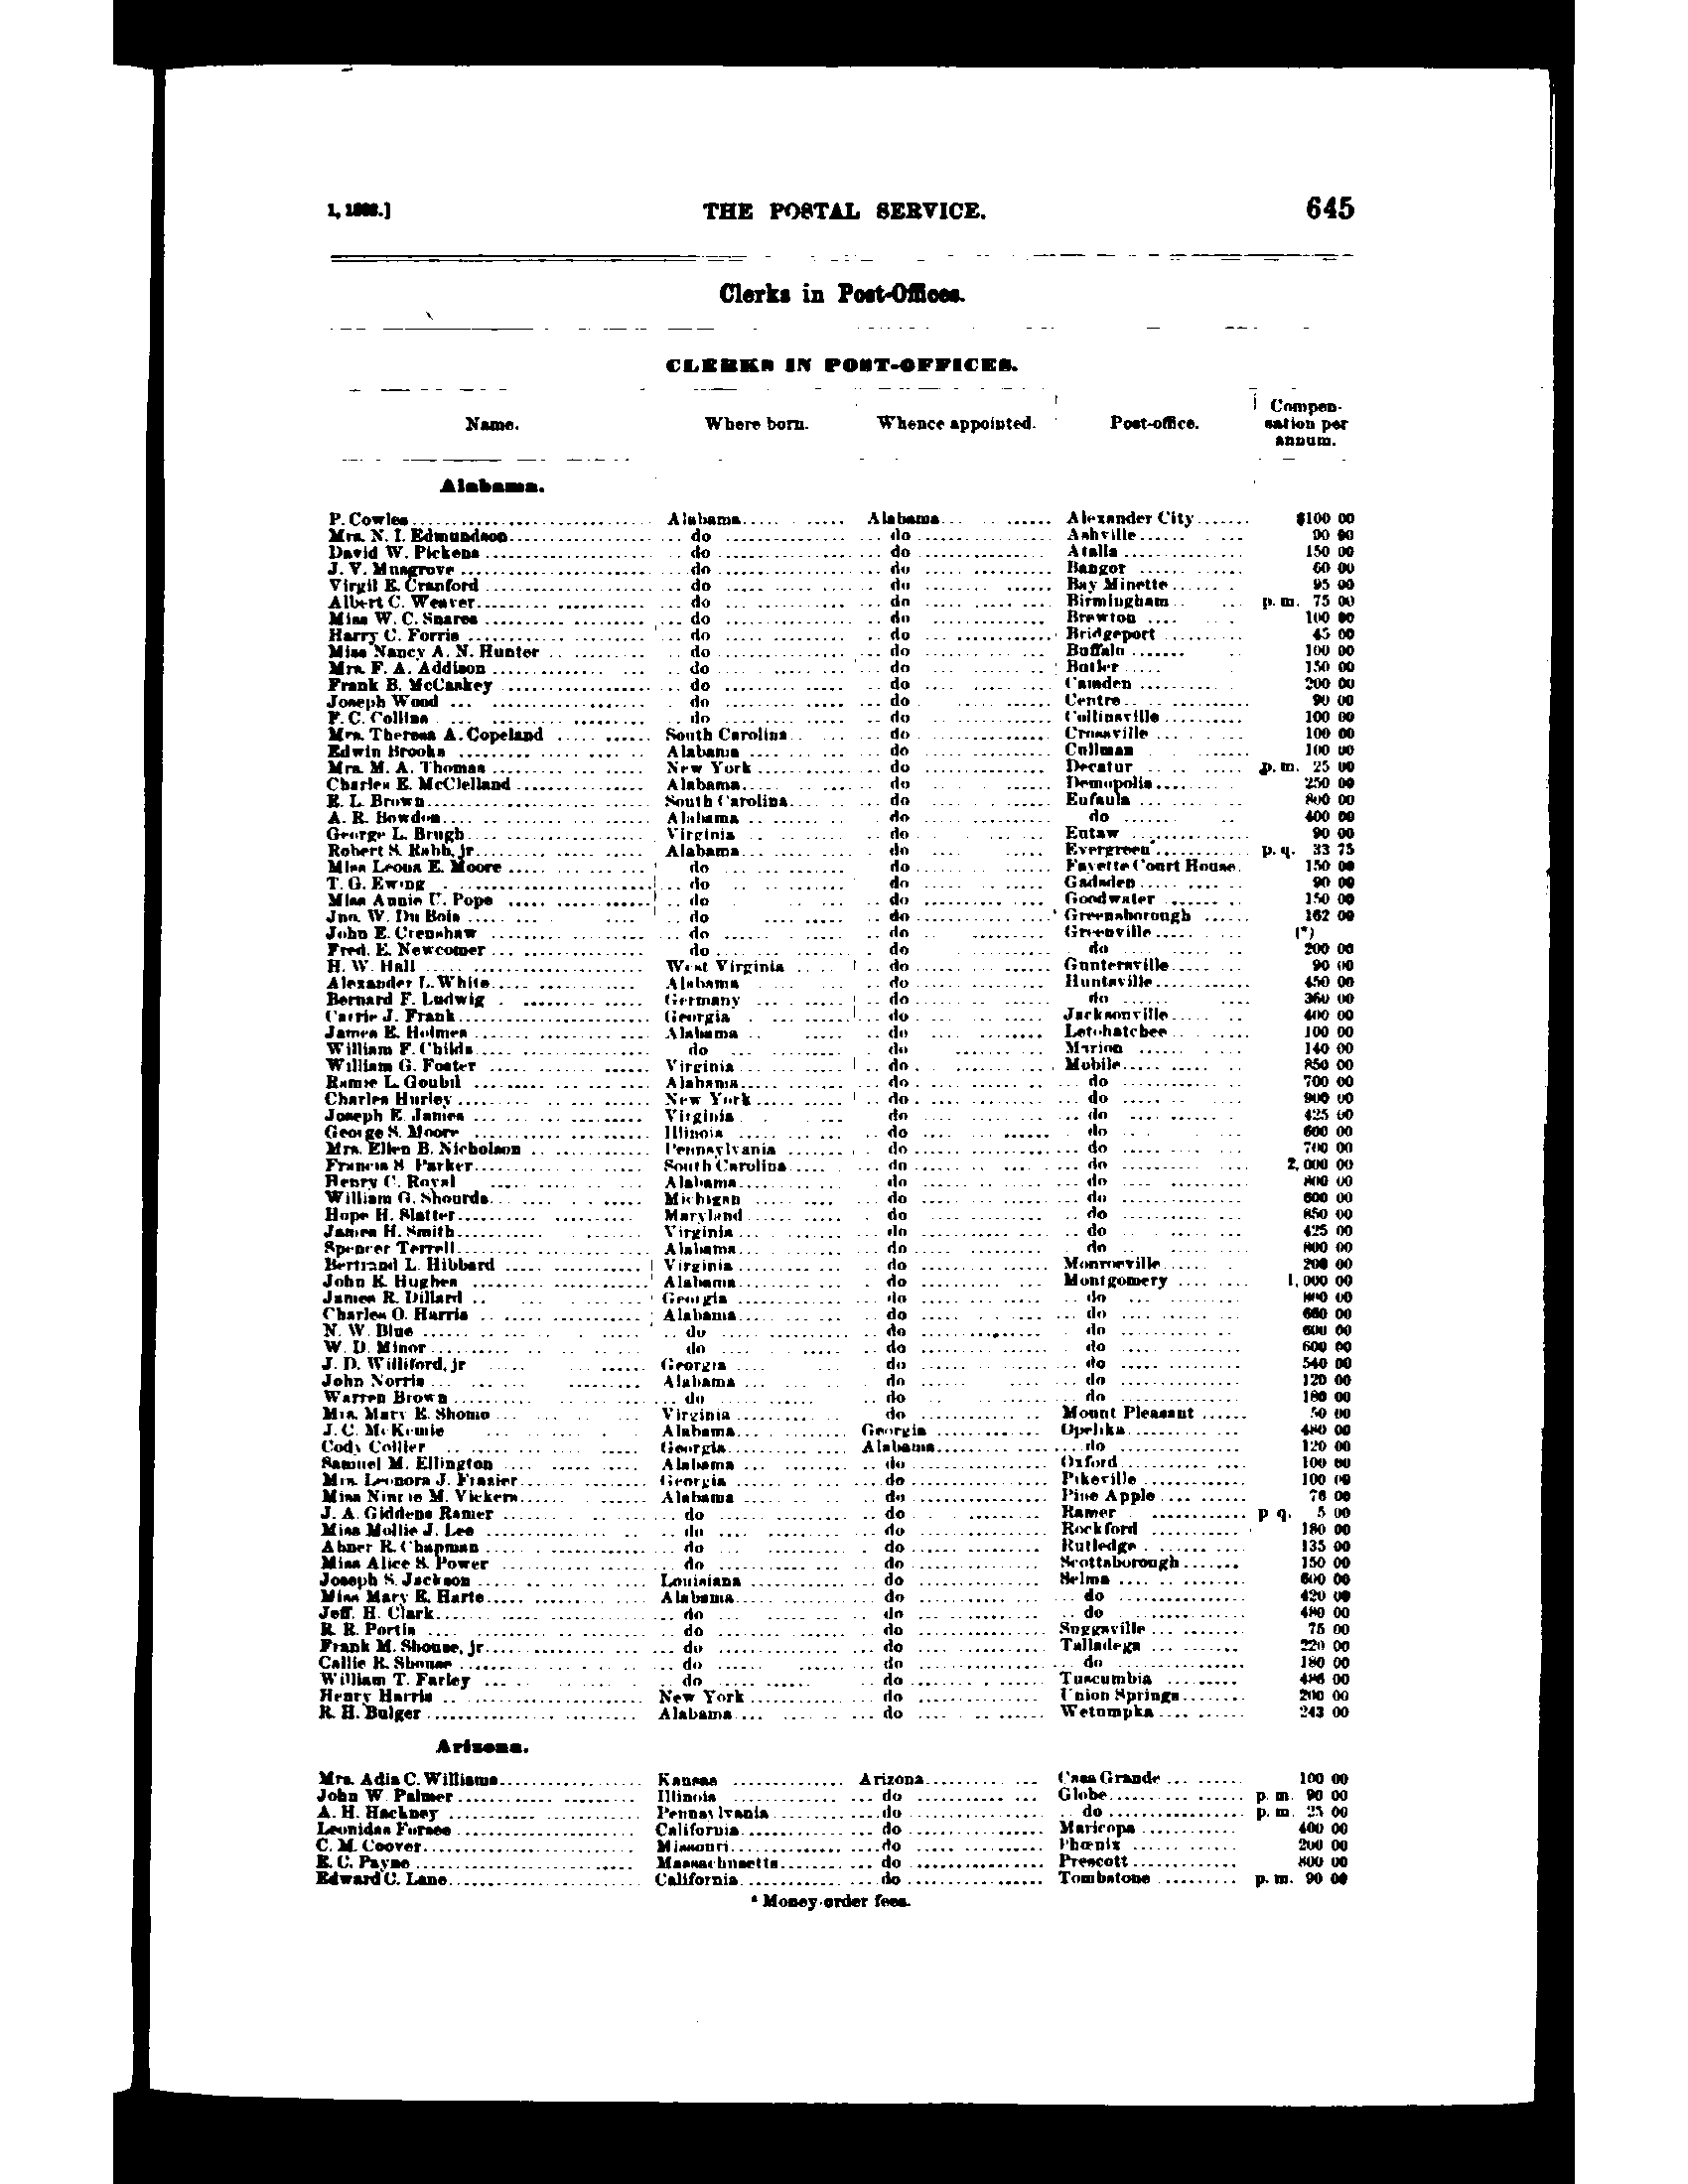 1, 1883.] THE POSTAL SERVICE. 645
Clerks in Post-Offices.
CLERKS IN POST-OFFICES.
Name. Where born. Whence appointed. Post-office. Compen-
sation per
annum.
Alabama.
P. Cowles Alabama Alabama Alexander City $100 00
Mrs. N. I. Edmundson do do Ashville 90 00
David W. Pickens do do Atalla 150 00
J. V. Musgrove do do Bangor 60 00
Virgil E. Cranford do do Bay Minette 95 00
Albert C. Weaver do do Birmingham p. m. 75 00
Miss W. C. Snares do do Brewton 100 00
Harry C. Forris do do Bridgeport 45 00
Miss Nancy A. N. Hunter do do Buffalo 100 00
Mrs. F. A. Addison do do Butler 150 00
Frank B. McCaskey do do Camden 200 00
Joseph Wood do do Centre 90 00
F. C. Collins do do Collinsville 100 00
Mrs. Theresa A. Copeland South Carolina do Crossville 100 00
Edwin Brooks Alabama do Cullman 100 00
Mrs. M. A. Thomas New York do Decatur p. m. 25 00
Charles E. McClelland Alabama do Demopolis 250 00
R. L. Brown South Carolina do Eufaula 800 00
A. R. Bowden Alabama do do 400 00
George L. Brugh Virginia do Eutaw 90 00
Robert S. Rabb, jr Alabama do Evergreen p. q. 33 75
Miss Leona E. Moore do do Fayette Court House 150 00
T. G. Ewing do do Gadsden 90 00
Miss Annie U. Pope do do Goodwater 150 00
Jno. W. Du Bois do do Greensborough 162 00
John E. Crenshaw do do Greenville (*)
Fred. E. Newcomer do do do 200 00
H. W. Hall West Virginia do Guntersville 90 00
Alexander L. White Alabama do Huntsville 450 00
Bernard F. Ludwig Germany do do 360 00
Carrie J. Frank Georgia do Jacksonville 400 00
James E. Holmes Alabama do Letohatchee 100 00
William F. Childs do do Marion 140 00
William G. Foster Virginia do Mobile 850 00
Ramie L. Goubil Alabama do do 700 00
Charles Hurley New York do do 900 00
Joseph E. James Virginia do do 425 00
George S. Moore Illinois do do 600 00
Mrs. Ellen B. Nicholson Pennsylvania do do 700 00
Francis S. Parker South Carolina do do 2,000 00
Henry C. Royal Alabama do do 800 00
William G. Shourds Michigan do do 600 00
Hope H. Slatter Maryland do do 850 00
James H. Smith Virginia do do 425 00
Spencer Terrell Alabama do do 800 00
Bertrand L. Hibbard Virginia do Monroeville 200 00
John K. Hughes Alabama do Montgomery 1,000 00
James R. Dillard Georgia do do 800 00
Charles O. Harris Alabama do do 660 00
N. W. Blue do do do 600 00
W. D. Minor do do do 600 00
J. D. Williford, jr Georgia do do 540 00
John Norris Alabama do do 120 00
Warren Brown do do do 180 00
Mrs. Mary E. Shomo Virginia do Mount Pleasant 50 00
J. C. McKemie Alabama Georgia Opelika 480 00
Cody Collier Georgia Alabama do 120 00
Samuel M. Ellington Alabama do Oxford 100 00
Mrs. Leonora J. Frasier Georgia do Pikeville 100 00
Miss Ninnie M. Vickers Alabama do Pine Apple 76 00
J. A. Giddens Ramer do do Ramer p q. 5 00
Miss Mollie J. Lee do do Rockford 180 00
Abner R. Chapman do do Rutledge 135 00
Miss Alice S. Power do do Scottsborough 150 00
Joseph S. Jackson Louisiana do Selma 600 00
Miss Mary E. Harte Alabama do do 420 00
Jeff. H. Clark do do do 480 00
R. R. Portis do do Suggsville 75 00
Frank M. Shouse, jr do do Talladega 220 00
Callie R. Shouse do do do 180 00
William T. Farley do do Tuscumbia 486 00
Henry Harris New York do Union Springs 200 00
R. H. Bulger Alabama do Wetumpka 243 00
Arizona.
Mrs. Adia C. Williams Kansas Arizona Casa Grande 100 00
John W. Palmer Illinois do Globe p. m. 90 00
A. H. Hackney Pennsylvania do do p. m. 25 00
Leonidas Fursee California do Maricopa 400 00
C. M. Coover Missouri do Phœnix 200 00
E. C. Payne Massachusetts do Prescott 800 00
Edward C. Lane California do Tombstone p. m. 90 00
* Money-order fees.